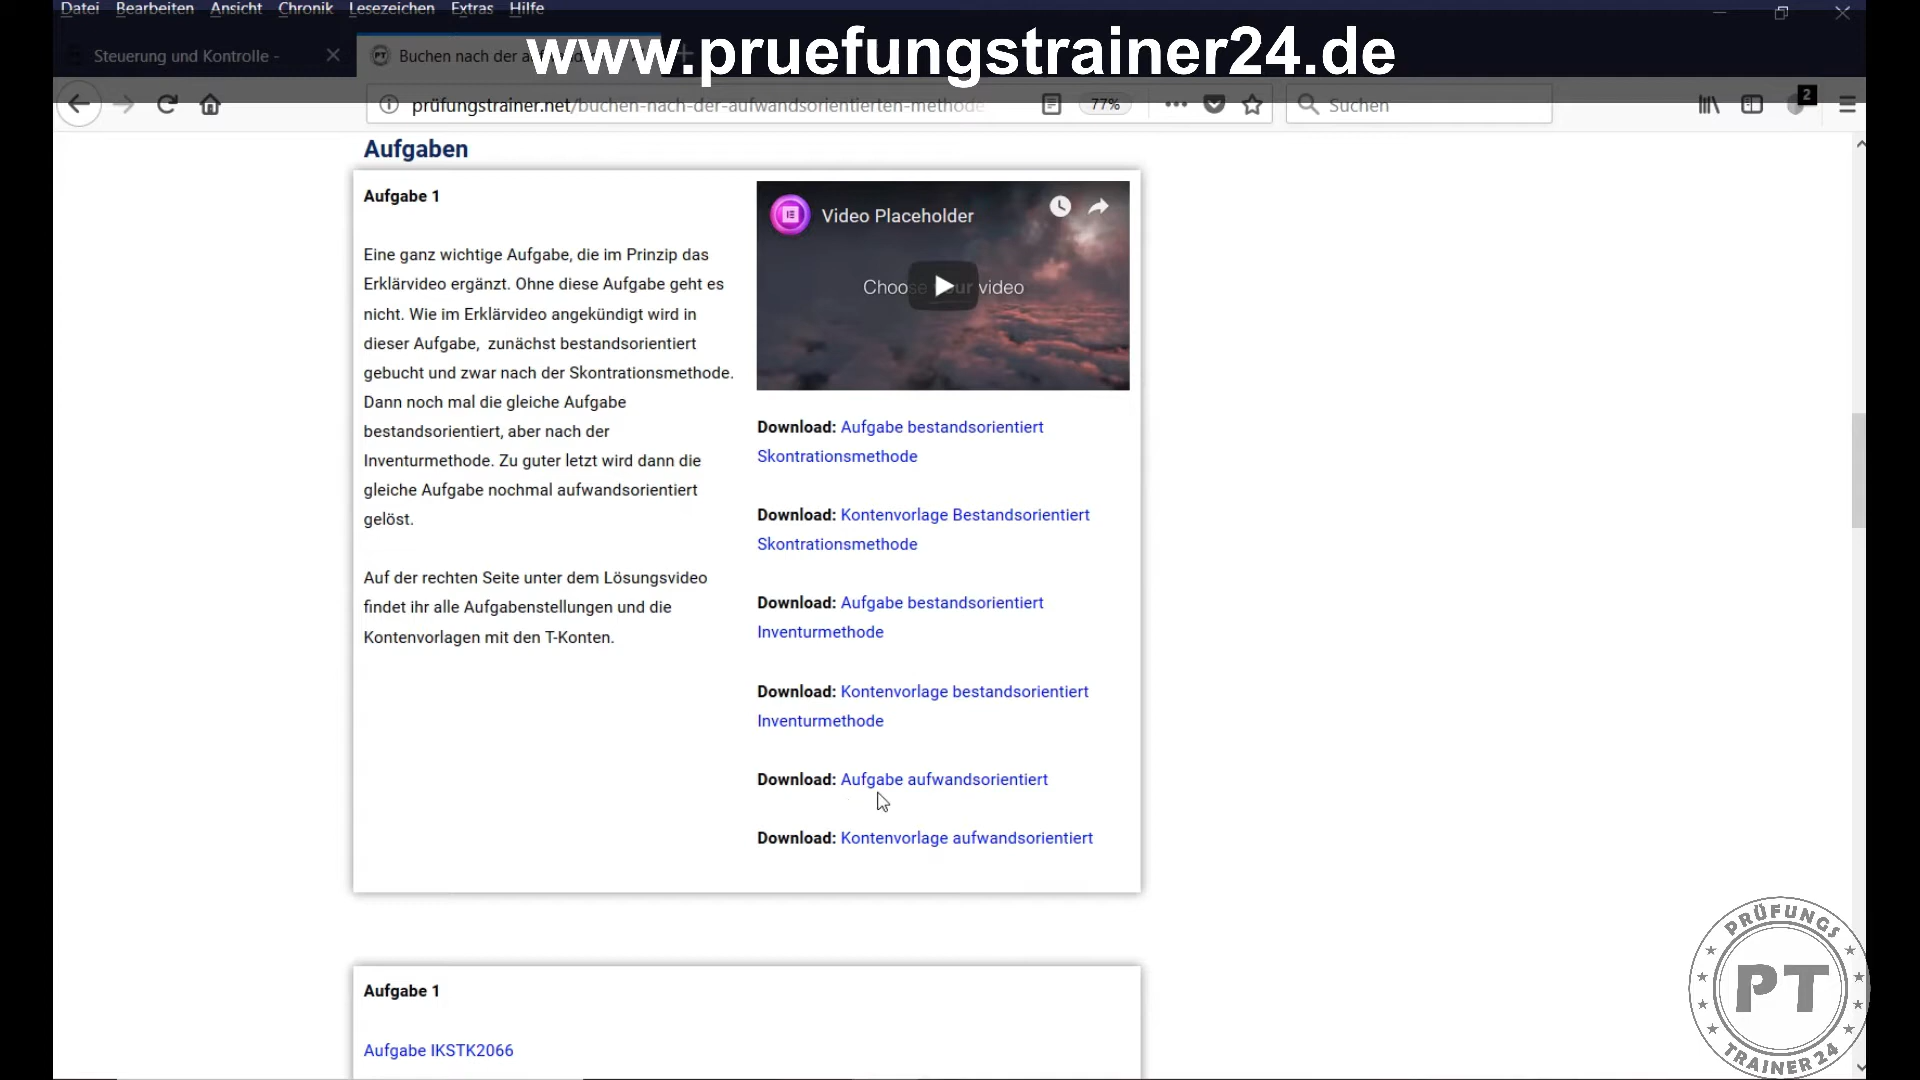 Datei Bearbeiten Ansicht Chronik Lesezeichen Extras Hilfe
www.pruefungstrainer24.de
Steuerung und Kontrolle -
Buchen nach der
prüfungstrainer.net/buchen-nach-der-aufwandsorientierten-methode
77%
Suchen
2
Aufgaben
Aufgabe 1
Eine ganz wichtige Aufgabe, die im Prinzip das
Erklärvideo ergänzt. Ohne diese Aufgabe geht es
nicht. Wie im Erklärvideo angekündigt wird in
dieser Aufgabe, zunächst bestandsorientiert
gebucht und zwar nach der Skontrationsmethode.
Dann noch mal die gleiche Aufgabe
bestandsorientiert, aber nach der
Inventurmethode. Zu guter letzt wird dann die
gleiche Aufgabe nochmal aufwandsorientiert
gelöst.
Auf der rechten Seite unter dem Lösungsvideo
findet ihr alle Aufgabenstellungen und die
Kontenvorlagen mit den T-Konten.
Video Placeholder
video
Download: Aufgabe bestandsorientiert
Skontrationsmethode
Download: Kontenvorlage Bestandsorientiert
Skontrationsmethode
Download: Aufgabe bestandsorientiert
Inventurmethode
Download: Kontenvorlage bestandsorientiert
Inventurmethode
Download: Aufgabe aufwandsorientiert
Download: Kontenvorlage aufwandsorientiert
Aufgabe 1
Aufgabe IKSTK2066
PRÜFUNGS
PT
TRAINER 24